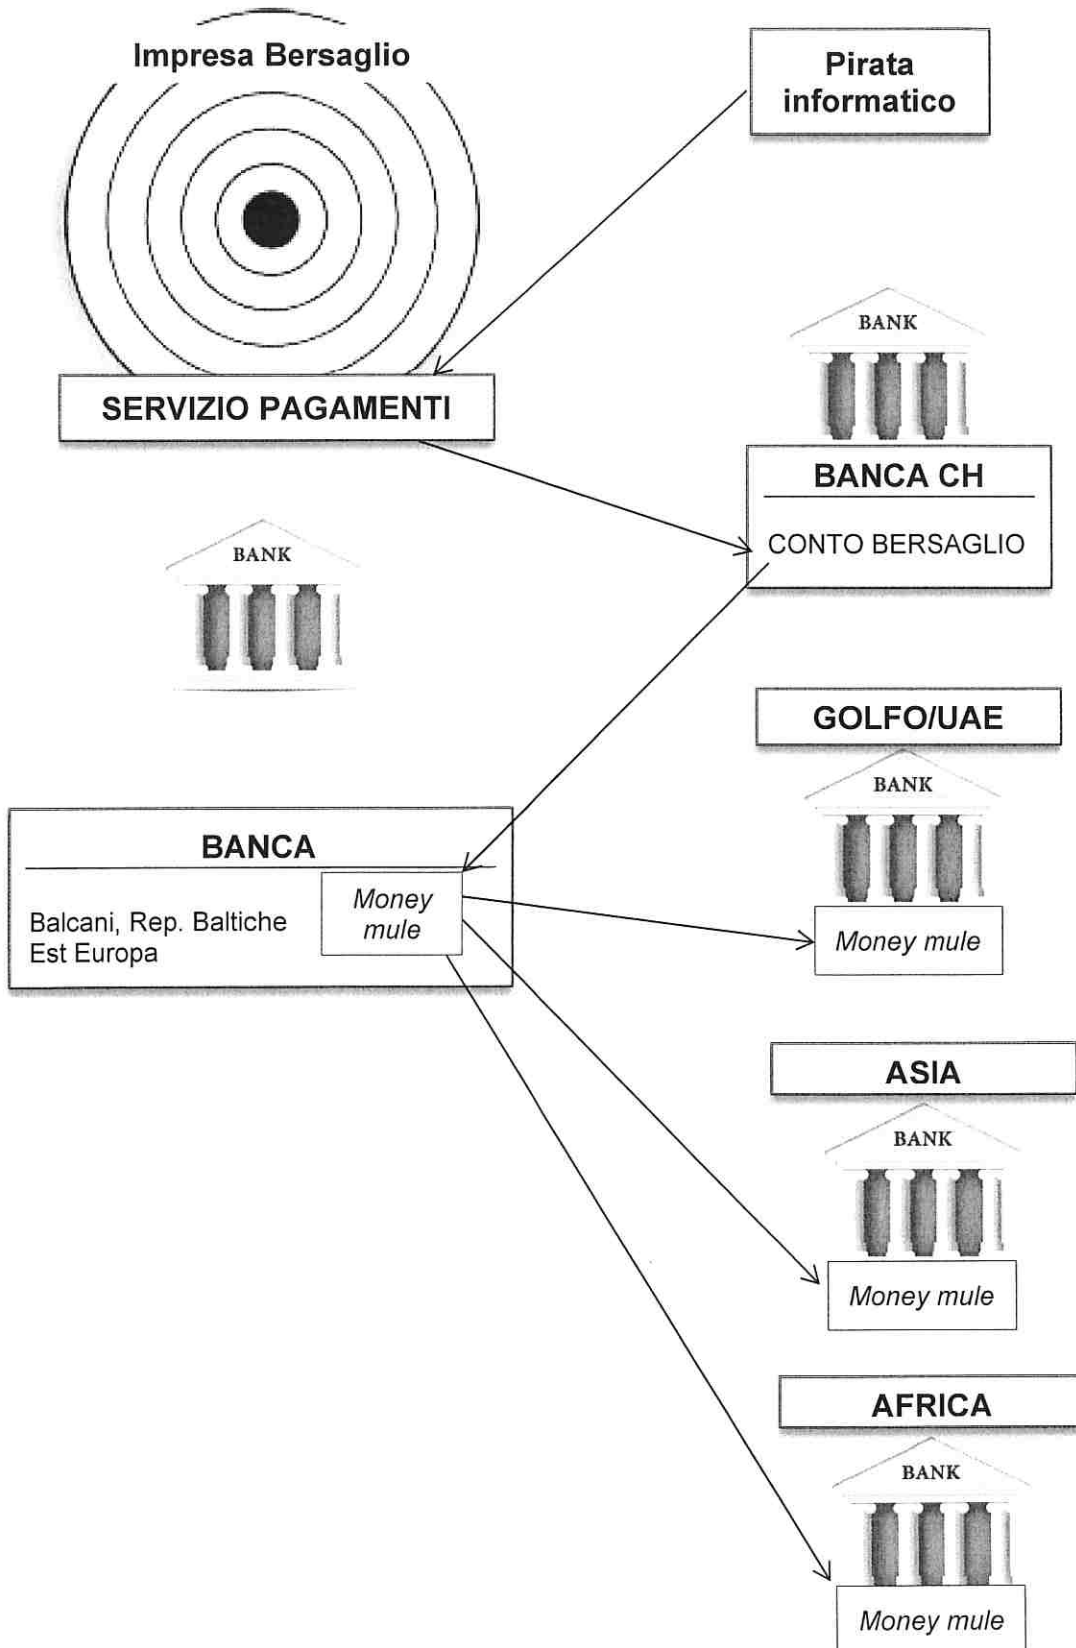 Impresa Bersaglio
Pirata
informatico
SERVIZIO PAGAMENTI
BANK
BANCA CH
CONTO BERSAGLIO
BANK
GOLFO/UAE
BANK
Money mule
BANCA
Balcani, Rep. Baltiche
Est Europa
Money
mule
ASIA
BANK
Money mule
AFRICA
BANK
Money mule